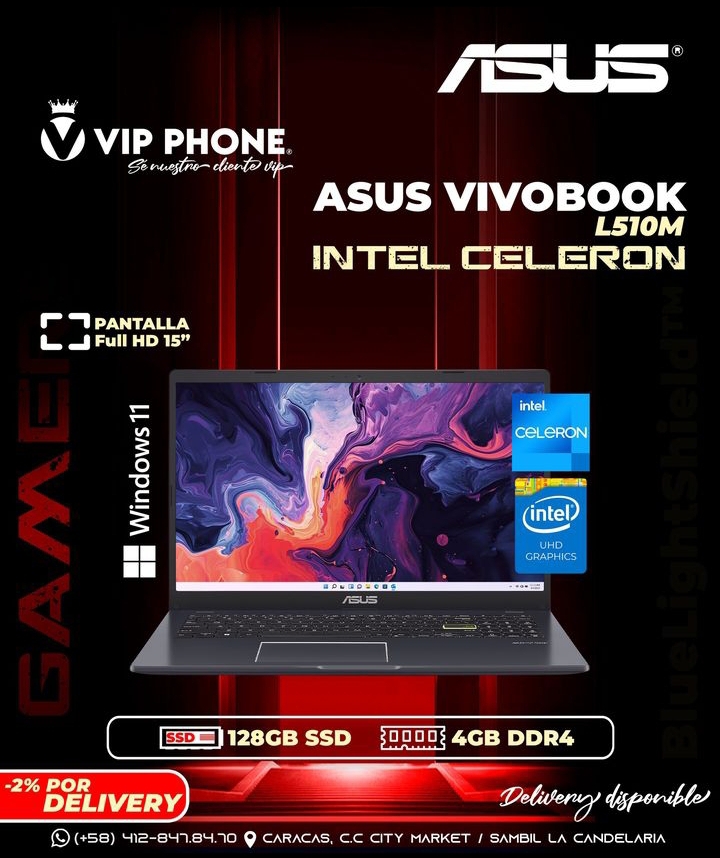 ASUS®
VIP PHONE®
Sé nuestro cliente vip
ASUS VIVOBOOK
L510M
INTEL CELERON
PANTALLA
Full HD 15”
GAMER
BlueLightShield™
Windows 11
intel.
CELERON
intel
UHD
GRAPHICS
ASUS
SSD 128GB SSD 4GB DDR4
-2% POR
DELIVERY
Delivery disponible
(+58) 412-847.84.70 CARACAS, C.C CITY MARKET / SAMBIL LA CANDELARIA